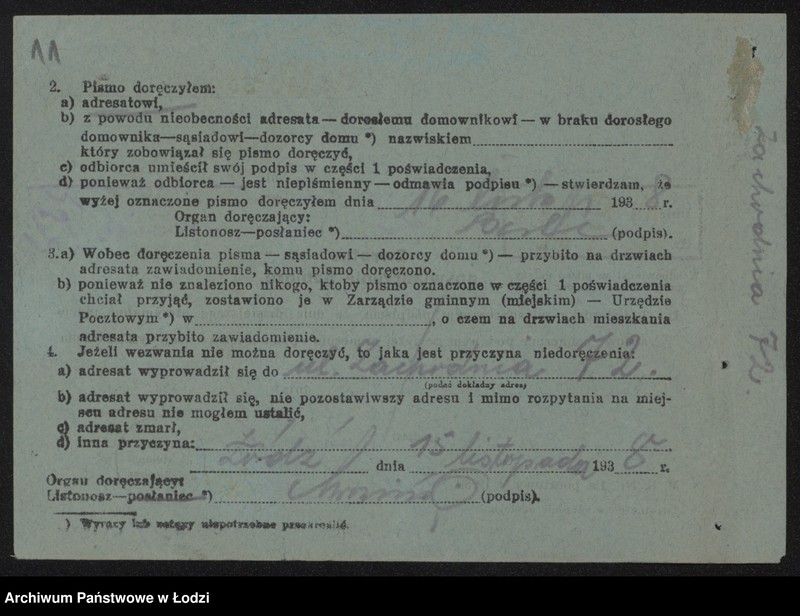 11
2. Pismo doręczyłem:
a) adresatowi,
b) z powodu nieobecności adresata — dorosłemu domownikowi — w braku dorosłego
domownika—sąsiadowi—dozorcy domu *) nazwiskiem
który zobowiązał się pismo doręczyć,
c) odbiorca umieścił swój podpis w części 1 poświadczenia,
d) ponieważ odbiorca — jest niepiśmienny — odmawia podpisu *) — stwierdzam, że
wyżej oznaczone pismo doręczyłem dnia 16 193 8 r.
Organ doręczający:
Listonosz—posłaniec *) (podpis).
3.a) Wobec doręczenia pisma — sąsiadowi — dozorcy domu *) — przybito na drzwiach
adresata zawiadomienie, komu pismo doręczono.
b) ponieważ nie znaleziono nikogo, ktoby pismo oznaczone w części 1 poświadczenia
chciał przyjąć, zostawiono je w Zarządzie gminnym (miejskim) — Urzędzie
Pocztowym *) w , o czem na drzwiach mieszkania
adresata przybito zawiadomienie.
4. Jeżeli wezwania nie można doręczyć, to jaka jest przyczyna niedoręczenia:
a) adresat wyprowadził się do ul. Zachodnia 72.
(podać dokładny adres)
b) adresat wyprowadził się, nie pozostawiwszy adresu i mimo rozpytania na miej-
scu adresu nie mogłem ustalić,
c) adresat zmarł,
d) inna przyczyna:
Łódź dnia 15 listopada 193 8 r.
Organ doręczający:
Listonosz—posłaniec *) (podpis).
*) Wyrazy lub ustępy niepotrzebne przekreślić.
Zachodnia 72.
Archiwum Państwowe w Łodzi